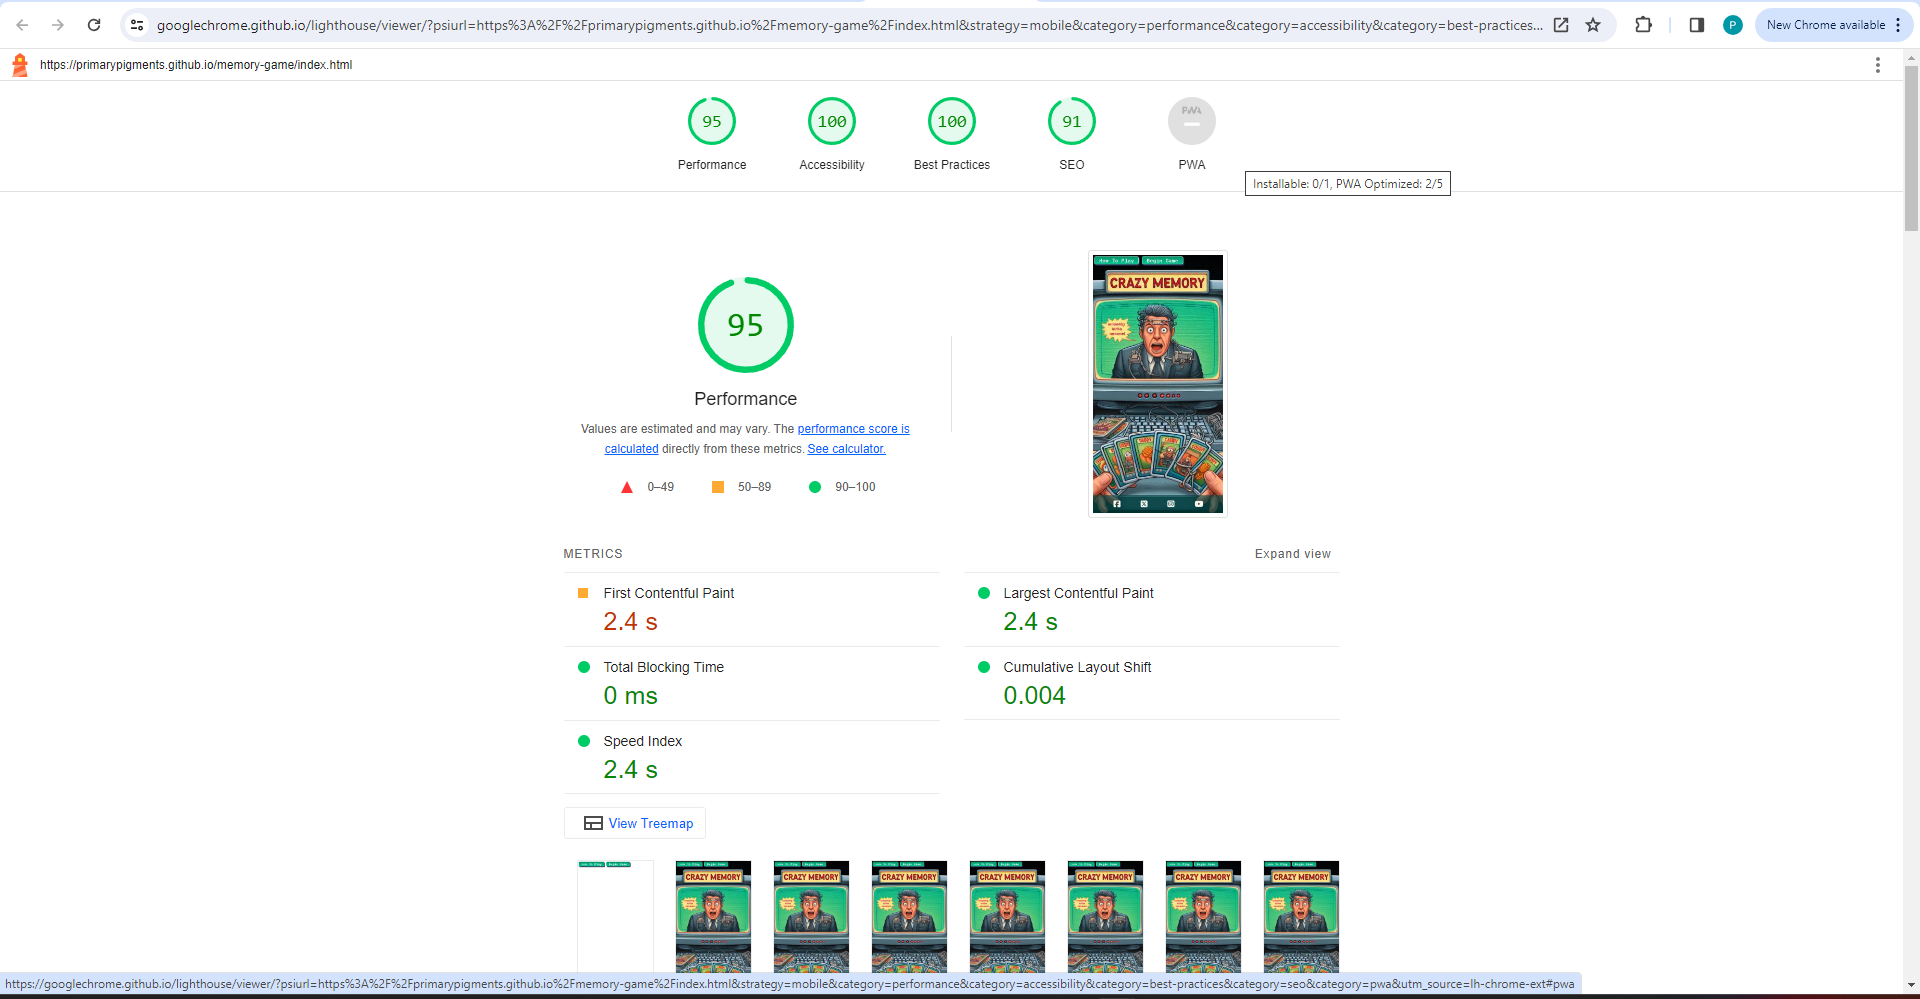 googlechrome.github.io/lighthouse/viewer/?psiurl=https%3A%2F%2Fprimarypigments.github.io%2Fmemory-game%2Findex.html&strategy=mobile&category=performance&category=accessibility&category=best-practices...
P
New Chrome available
https://primarypigments.github.io/memory-game/index.html
95
100
100
91
PWA
Performance
Accessibility
Best Practices
SEO
PWA
Installable: 0/1, PWA Optimized: 2/5
How To Play
Begin Game
CRAZY MEMORY
95
Performance
Values are estimated and may vary. The performance score is
calculated directly from these metrics. See calculator.
0–49
50–89
90–100
METRICS
Expand view
First Contentful Paint
2.4 s
Largest Contentful Paint
2.4 s
Total Blocking Time
0 ms
Cumulative Layout Shift
0.004
Speed Index
2.4 s
View Treemap
CRAZY MEMORY
CRAZY MEMORY
CRAZY MEMORY
CRAZY MEMORY
CRAZY MEMORY
CRAZY MEMORY
CRAZY MEMORY
https://googlechrome.github.io/lighthouse/viewer/?psiurl=https%3A%2F%2Fprimarypigments.github.io%2Fmemory-game%2Findex.html&strategy=mobile&category=performance&category=accessibility&category=best-practices&category=seo&category=pwa&utm_source=lh-chrome-ext#pwa